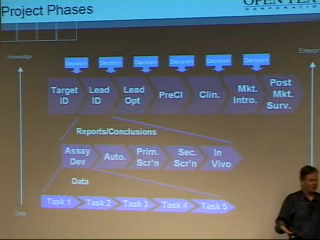 Project Phases
OPEN TEXT
CORPORATION
Knowledge
Enterprise
Decision Decision Decision Decision Decision Decision
Target ID
Lead ID
Lead Opt
PreCl
Clin.
Mkt. Intro.
Post Mkt. Surv.
Reports/Conclusions
Assay Dev
Auto.
Prim. Scr'n
Sec. Scr'n
In Vivo
Data
Task 1 Task 2 Task 3 Task 4 Task 5
Data